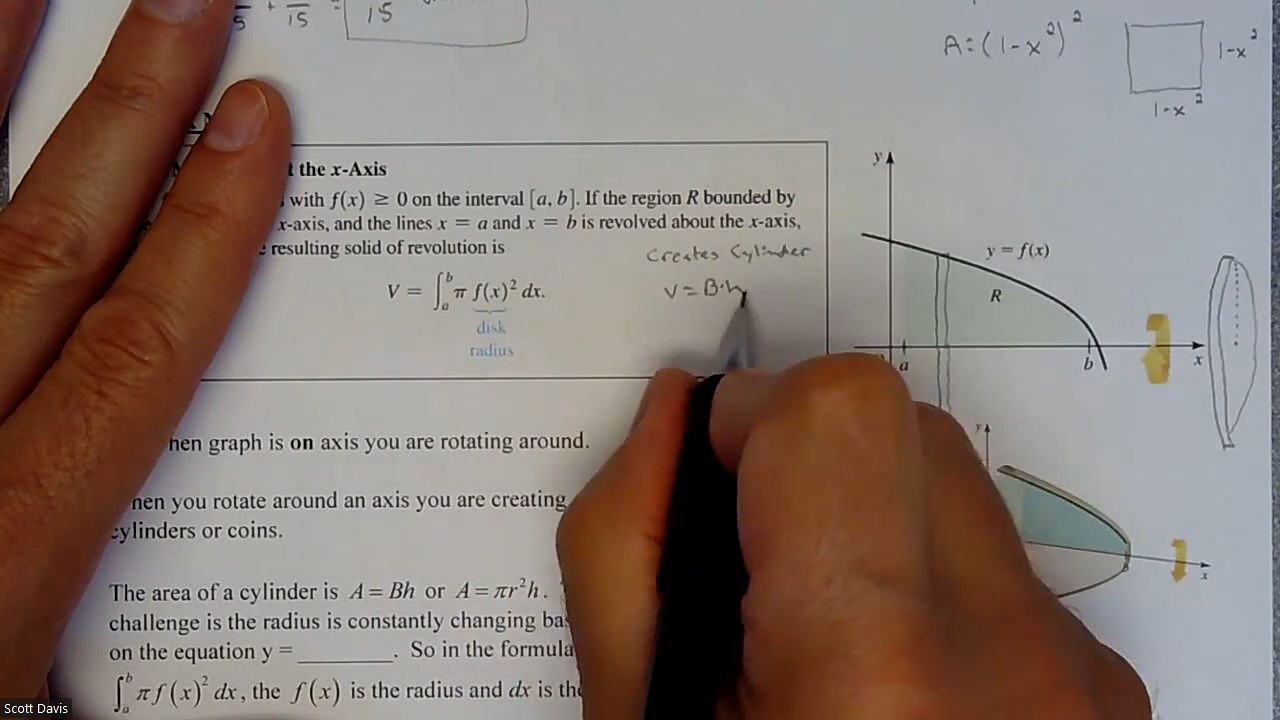 5 + 15 = 15
A=(1-x²)²
1-x²
1-x²
the x-Axis
with f(x) ≥ 0 on the interval [a, b]. If the region R bounded by
x-axis, and the lines x = a and x = b is revolved about the x-axis,
resulting solid of revolution is
Creates Cylinder
V = ∫ₐᵇ π f(x)² dx.
V=B·h
disk
radius
y
y = f(x)
R
a
b
x
hen graph is on axis you are rotating around.
hen you rotate around an axis you are creating
cylinders or coins.
y
x
The area of a cylinder is A = Bh or A = πr²h.
challenge is the radius is constantly changing
on the equation y = ________. So in the formula
∫ₐᵇ π f(x)² dx, the f(x) is the radius and dx is
Scott Davis